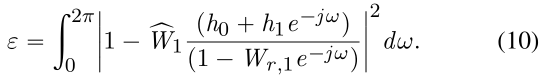 ε = ∫₀^{2π} |1 − Ŵ₁ (h₀ + h₁e^{−jω}) / (1 − W_{r,1}e^{−jω})|² dω. (10)